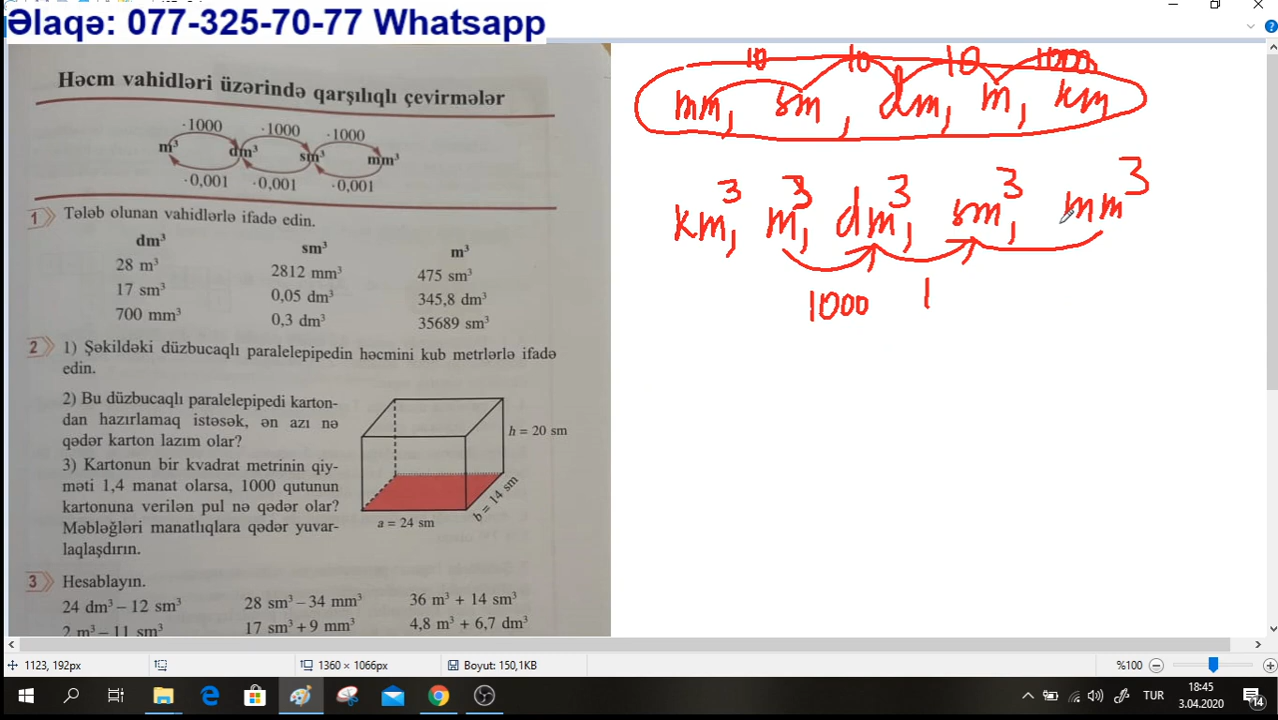 Əlaqə: 077-325-70-77 Whatsapp
Həcm vahidləri üzərində qarşılıqlı çevirmələr
·1000 ·1000 ·1000
m³ dm³ sm³ mm³
·0,001 ·0,001 ·0,001
1 Tələb olunan vahidlərlə ifadə edin.
dm³ sm³ m³
28 m³ 2812 mm³ 475 sm³
17 sm³ 0,05 dm³ 345,8 dm³
700 mm³ 0,3 dm³ 35689 sm³
2 1) Şəkildəki düzbucaqlı paralelepipedin həcmini kub metrlərlə ifadə
edin.
2) Bu düzbucaqlı paralelepipedi karton-
dan hazırlamaq istəsək, ən azı nə
qədər karton lazım olar?
3) Kartonun bir kvadrat metrinin qiy-
məti 1,4 manat olarsa, 1000 qutunun
kartonuna verilən pul nə qədər olar?
Məbləğləri manatlıqlara qədər yuvar-
laqlaşdırın.
h = 20 sm
b = 14 sm
a = 24 sm
3 Hesablayın.
24 dm³ – 12 sm³ 28 sm³ – 34 mm³ 36 m³ + 14 sm³
2 m³ – 11 sm³ 17 sm³ + 9 mm³ 4,8 m³ + 6,7 dm³
10 10 10 1000
mm, sm, dm, m, km
km³, m³, dm³, sm³, mm³
1000 1
1123, 192px
1360 × 1066px
Boyut: 150,1KB
%100
TUR
18:45
3.04.2020
14